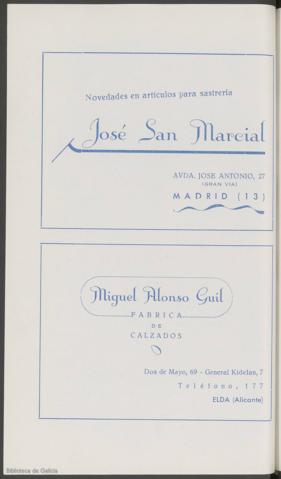 Novedades en artículos para sastrería
José San Marcial
AVDA. JOSE ANTONIO, 27
(GRAN VIA)
MADRID (13)
Miguel Alonso Guil
FABRICA
DE
CALZADOS
Dos de Mayo, 69 - General Kidelan, 7
Teléfono, 177
ELDA (Alicante)
Biblioteca de Galicia